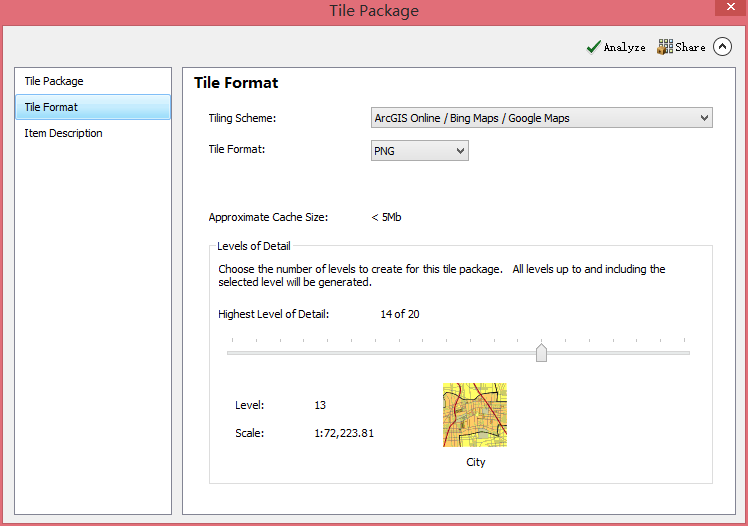 Tile Package
Analyze Share
Tile Package
Tile Format
Item Description
Tile Format
Tiling Scheme: ArcGIS Online / Bing Maps / Google Maps
Tile Format: PNG
Approximate Cache Size: < 5Mb
Levels of Detail
Choose the number of levels to create for this tile package. All levels up to and including the
selected level will be generated.
Highest Level of Detail: 14 of 20
Level: 13
Scale: 1:72,223.81
City